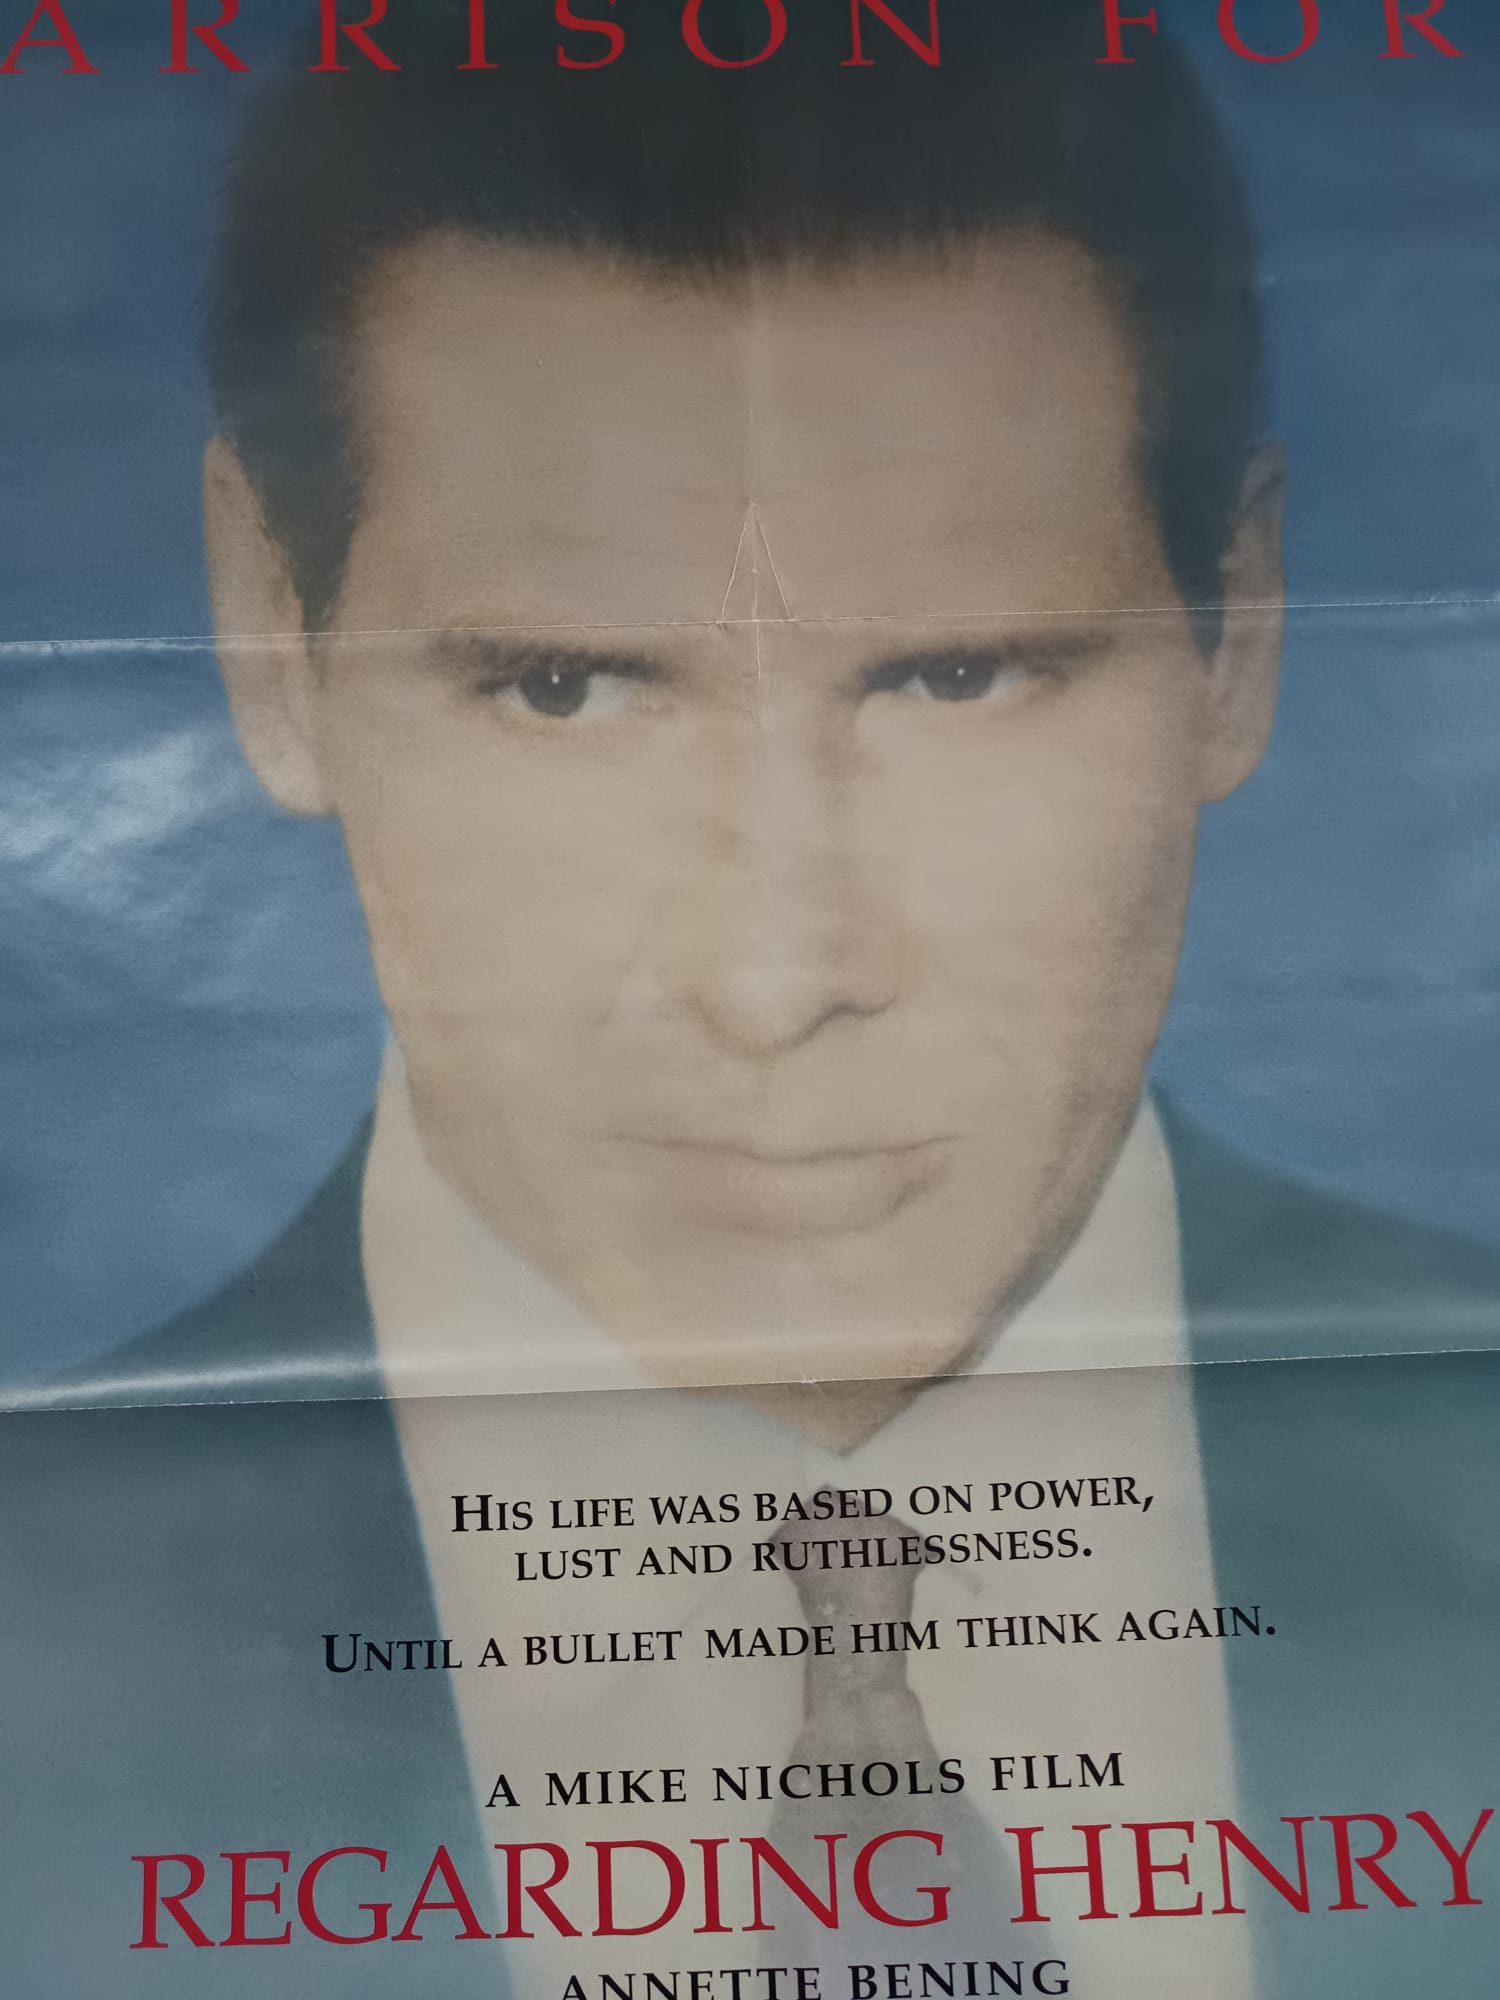 ARRISON FOR
HIS LIFE WAS BASED ON POWER,
LUST AND RUTHLESSNESS.
UNTIL A BULLET MADE HIM THINK AGAIN.
A MIKE NICHOLS FILM
REGARDING HENRY
ANNETTE BENING